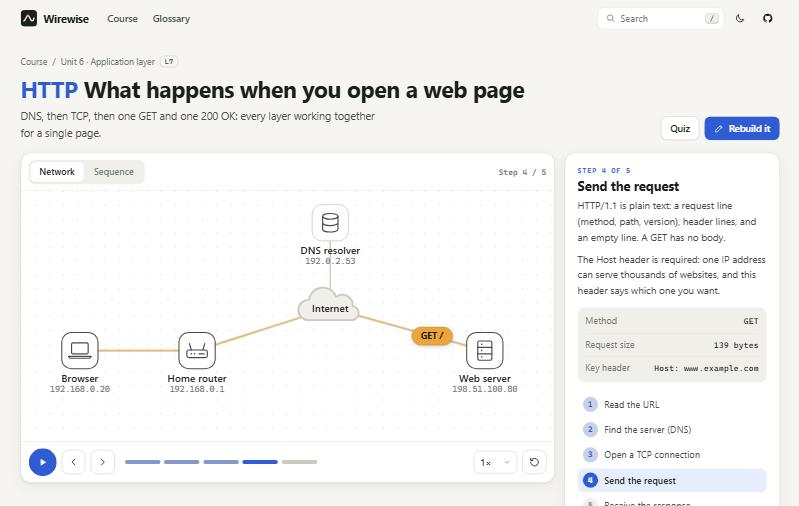 Wirewise
Course
Glossary
Search /
Course / Unit 6 · Application layer L7
HTTP What happens when you open a web page
DNS, then TCP, then one GET and one 200 OK: every layer working together
for a single page.
Quiz
Rebuild it
Network
Sequence
Step 4 / 5
DNS resolver
192.0.2.53
Internet
GET /
Browser
192.168.0.20
Home router
192.168.0.1
Web server
198.51.100.80
1×
STEP 4 OF 5
Send the request
HTTP/1.1 is plain text: a request line
(method, path, version), header lines, and
an empty line. A GET has no body.
The Host header is required: one IP address
can serve thousands of websites, and this
header says which one you want.
Method GET
Request size 139 bytes
Key header Host: www.example.com
1 Read the URL
2 Find the server (DNS)
3 Open a TCP connection
4 Send the request
5 Receive the response